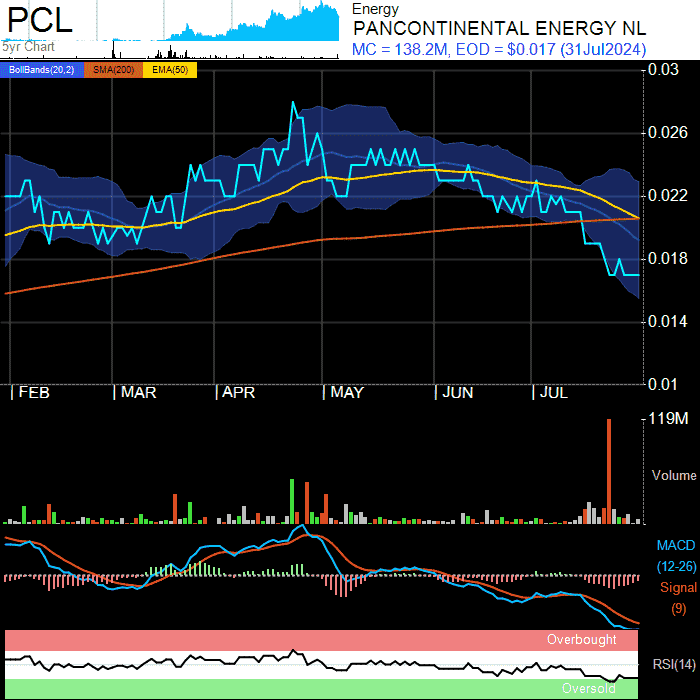 PCL
5yr Chart
Energy
PANCONTINENTAL ENERGY NL
MC = 138.2M, EOD = $0.017 (31Jul2024)
BollBands(20,2) SMA(200) EMA(50)
0.03
0.026
0.022
0.018
0.014
0.01
FEB MAR APR MAY JUN JUL
119M
Volume
MACD
(12-26)
Signal
(9)
Overbought
RSI(14)
Oversold